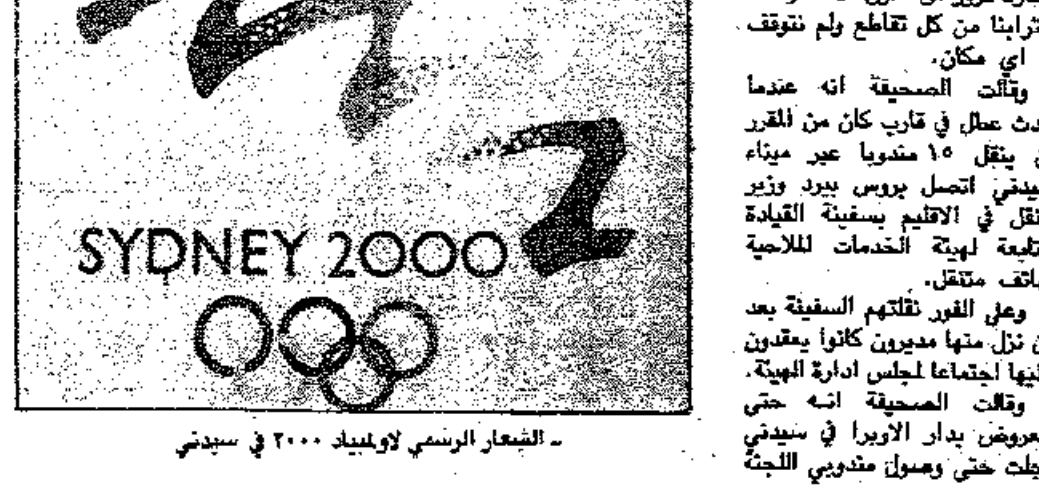 ترابنا من كل تقاطع ولم نتوقف
اي مكان.
وقالت الصحيفة انه عندما
دث عطل في قارب كان من المقرر
ن ينقل ١٥ مندوبا عبر ميناء
سيدني اتصل بروس بيرد وزير
نقل في الاقليم بسفينة القيادة
تابعة لهيئة الخدمات الملاحية
هاتف متنقل.
وعلى الفور نقلتهم السفينة بعد
ن نزل منها مديرون كانوا يعقدون
ليها اجتماعا لمجلس ادارة الهيئة.
وقالت الصحيفة انه حتى
عروض بدار الاوبرا في سيدني
جلت حتى وصول مندوبي اللجنة
SYDNEY 2000
ـ الشعار الرسمي لاولمبياد ٢٠٠٠ في سيدني